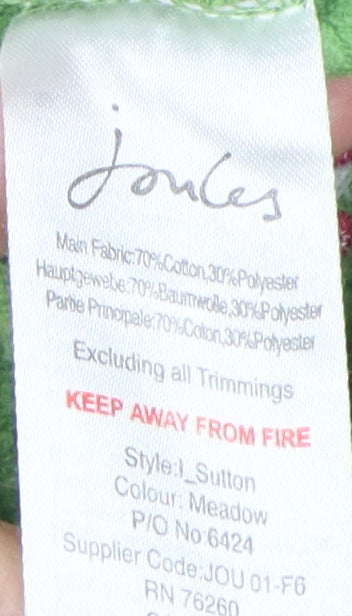 joules
Main Fabric:70%Cotton,30%Polyester
Hauptgewebe:70%Baumwolle,30%Polyester
Partie Principale:70%Coton,30%Polyester
Excluding all Trimmings
KEEP AWAY FROM FIRE
Style:I_Sutton
Colour: Meadow
P/O No:6424
Supplier Code:JOU 01-F6
RN 76260